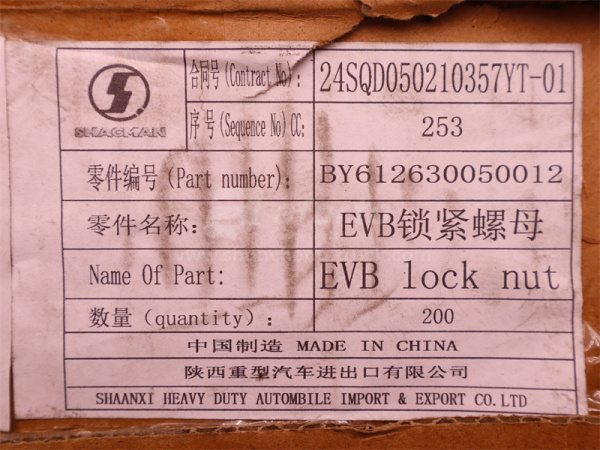 SHACMAN
合同号(Contract No): 24SQD050210357YT-01
序号(Sequence No)CC: 253
零件编号(Part number): BY612630050012
零件名称: EVB锁紧螺母
Name Of Part: EVB lock nut
数量(quantity): 200
中国制造 MADE IN CHINA
陕西重型汽车进出口有限公司
SHAANXI HEAVY DUTY AUTOMBILE IMPORT & EXPORT CO.LTD